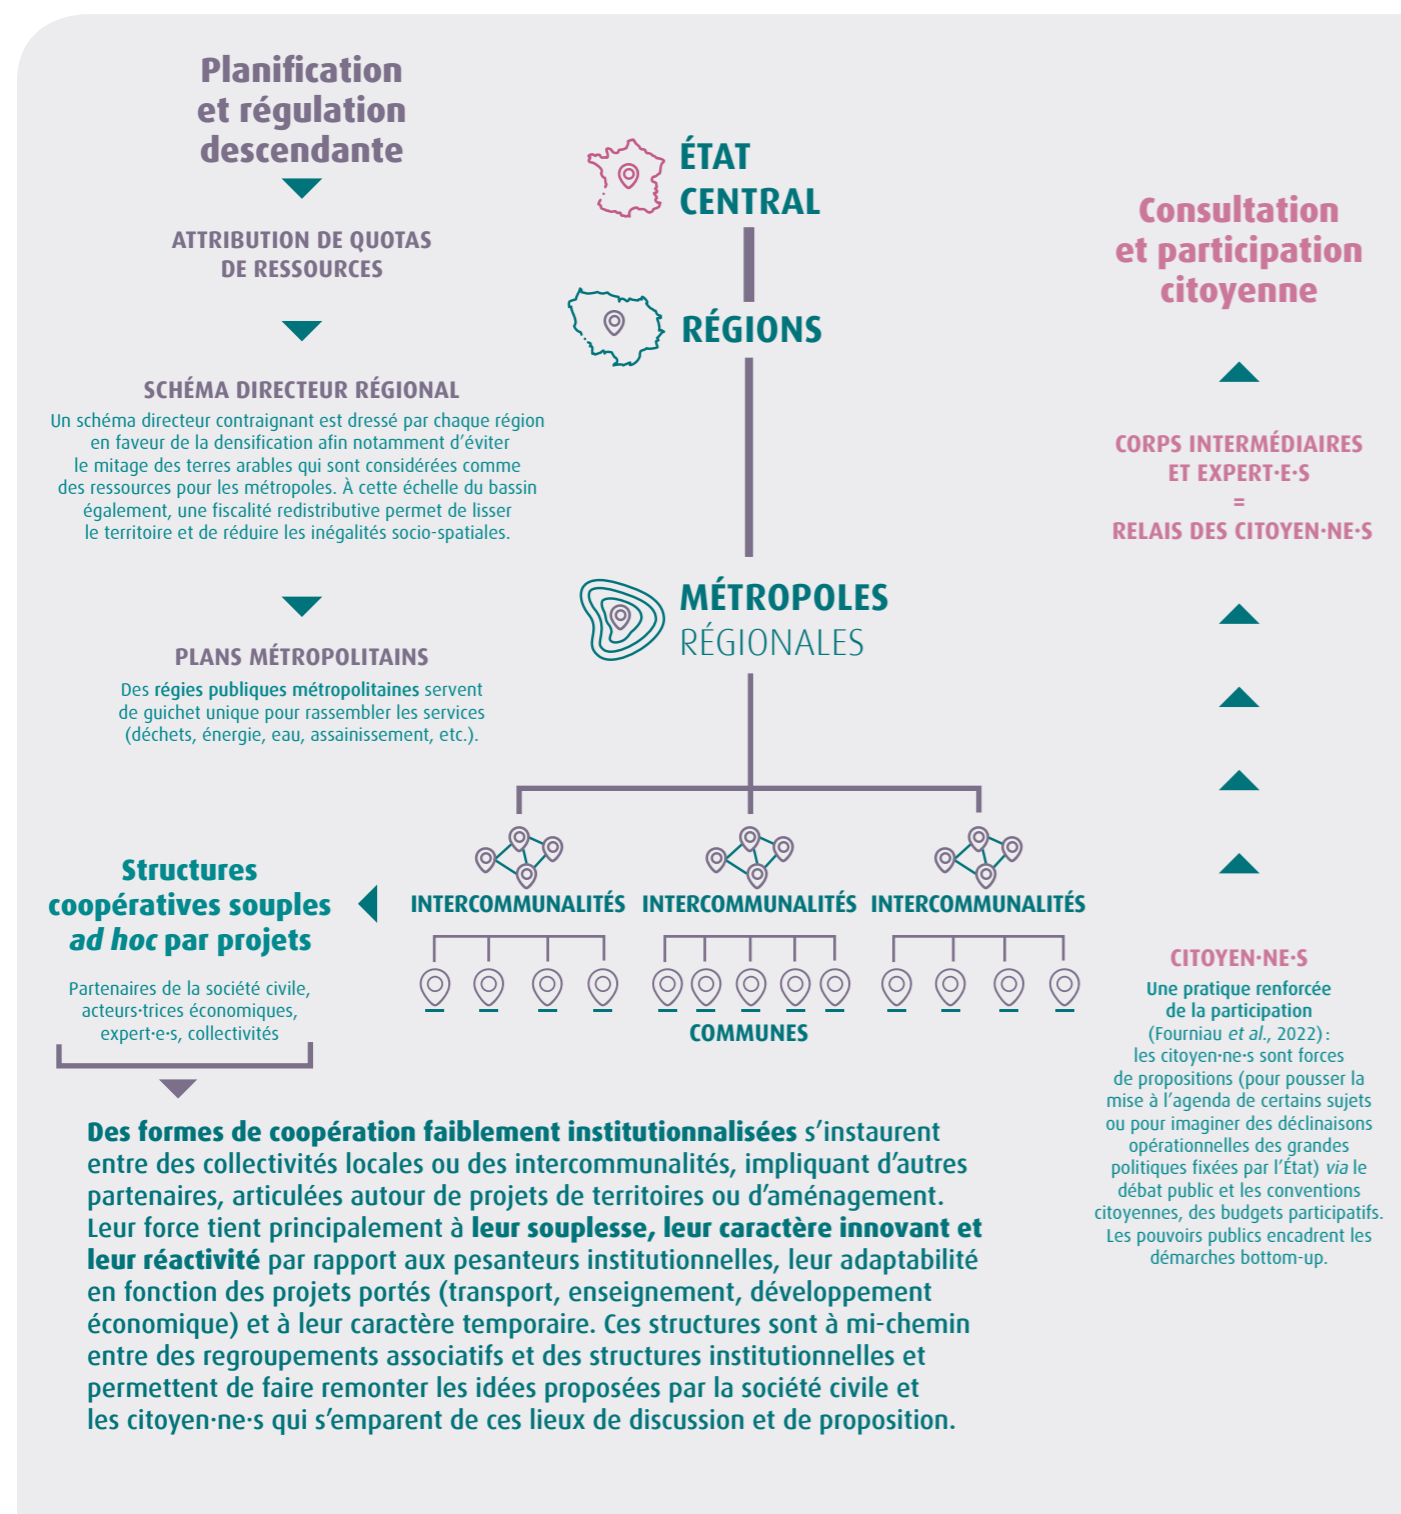 Planification
et régulation
descendante
ATTRIBUTION DE QUOTAS
DE RESSOURCES
SCHÉMA DIRECTEUR RÉGIONAL
Un schéma directeur contraignant est dressé par chaque région
en faveur de la densification afin notamment d’éviter
le mitage des terres arables qui sont considérées comme
des ressources pour les métropoles. À cette échelle du bassin
également, une fiscalité redistributive permet de lisser
le territoire et de réduire les inégalités socio-spatiales.
PLANS MÉTROPOLITAINS
Des régies publiques métropolitaines servent
de guichet unique pour rassembler les services
(déchets, énergie, eau, assainissement, etc.).
ÉTAT
CENTRAL
RÉGIONS
MÉTROPOLES
RÉGIONALES
INTERCOMMUNALITÉS INTERCOMMUNALITÉS INTERCOMMUNALITÉS
COMMUNES
Structures
coopératives souples
ad hoc par projets
Partenaires de la société civile,
acteurs·trices économiques,
expert·e·s, collectivités
Des formes de coopération faiblement institutionnalisées s’instaurent
entre des collectivités locales ou des intercommunalités, impliquant d’autres
partenaires, articulées autour de projets de territoires ou d’aménagement.
Leur force tient principalement à leur souplesse, leur caractère innovant et
leur réactivité par rapport aux pesanteurs institutionnelles, leur adaptabilité
en fonction des projets portés (transport, enseignement, développement
économique) et à leur caractère temporaire. Ces structures sont à mi-chemin
entre des regroupements associatifs et des structures institutionnelles et
permettent de faire remonter les idées proposées par la société civile et
les citoyen·ne·s qui s’emparent de ces lieux de discussion et de proposition.
Consultation
et participation
citoyenne
CORPS INTERMÉDIAIRES
ET EXPERT·E·S
=
RELAIS DES CITOYEN·NE·S
CITOYEN·NE·S
Une pratique renforcée
de la participation
(Fourniau et al., 2022) :
les citoyen·ne·s sont forces
de propositions (pour pousser la
mise à l’agenda de certains sujets
ou pour imaginer des déclinaisons
opérationnelles des grandes
politiques fixées par l’État) via le
débat public et les conventions
citoyennes, des budgets participatifs.
Les pouvoirs publics encadrent les
démarches bottom-up.